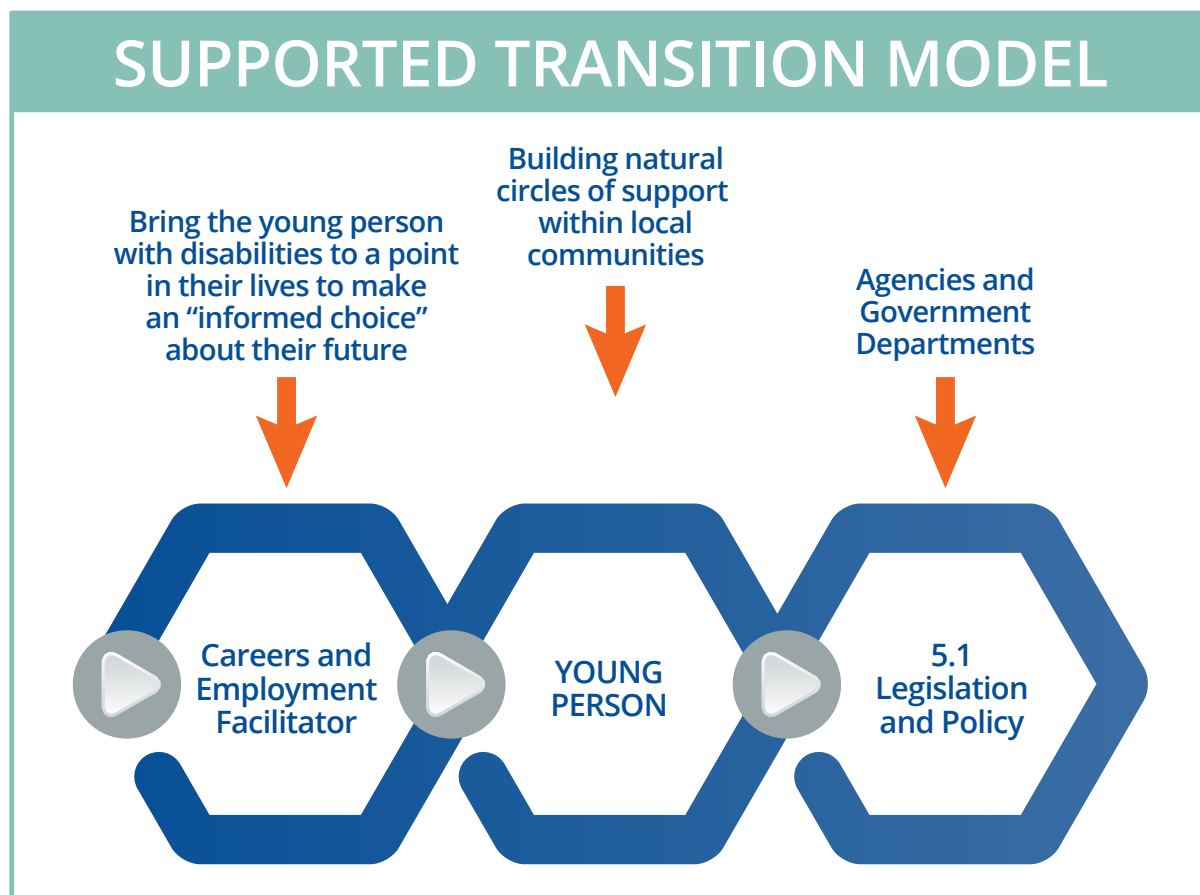 SUPPORTED TRANSITION MODEL
Bring the young person
with disabilities to a point
in their lives to make
an “informed choice”
about their future
Building natural
circles of support
within local
communities
Agencies and
Government
Departments
Careers and
Employment
Facilitator
YOUNG
PERSON
5.1
Legislation
and Policy